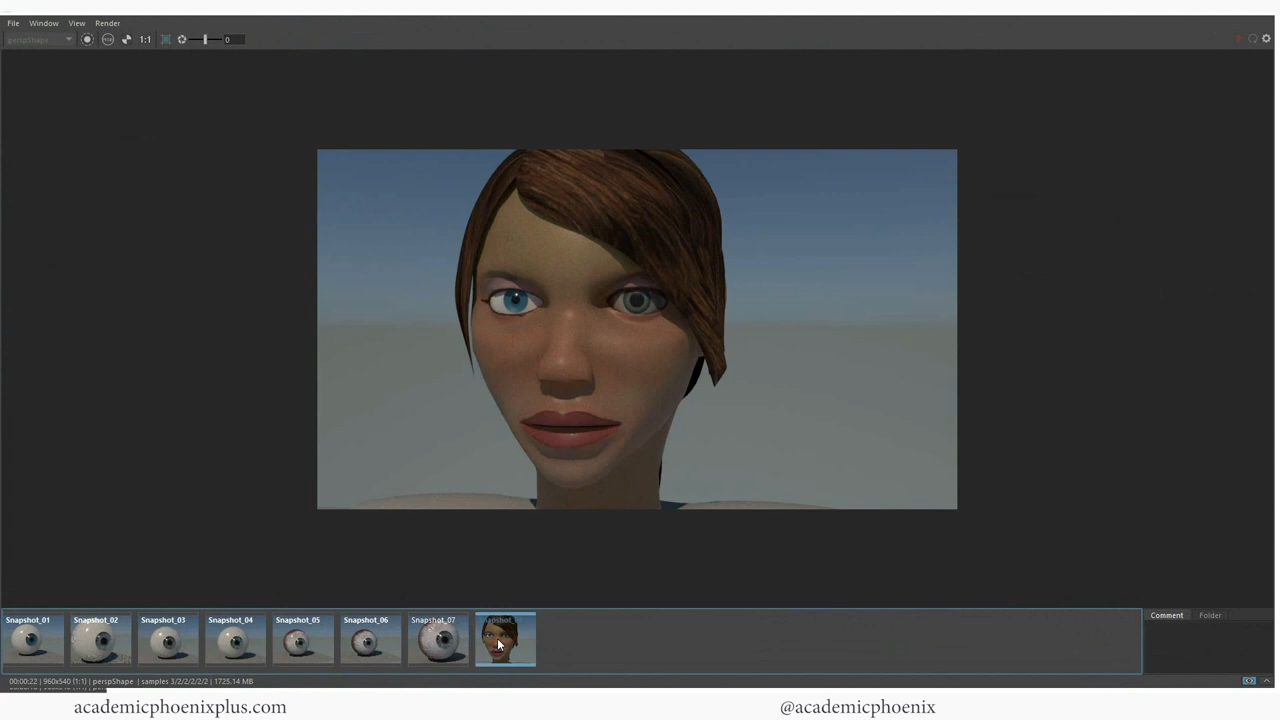 File Window View Render
perspShape 1:1 0
Snapshot_01 Snapshot_02 Snapshot_03 Snapshot_04 Snapshot_05 Snapshot_06 Snapshot_07
Comment Folder
00:00:22 | 960x540 (1:1) | perspShape | samples 3/2/2/2/2/2 | 1725.14 MB
academicphoenixplus.com @academicphoenix